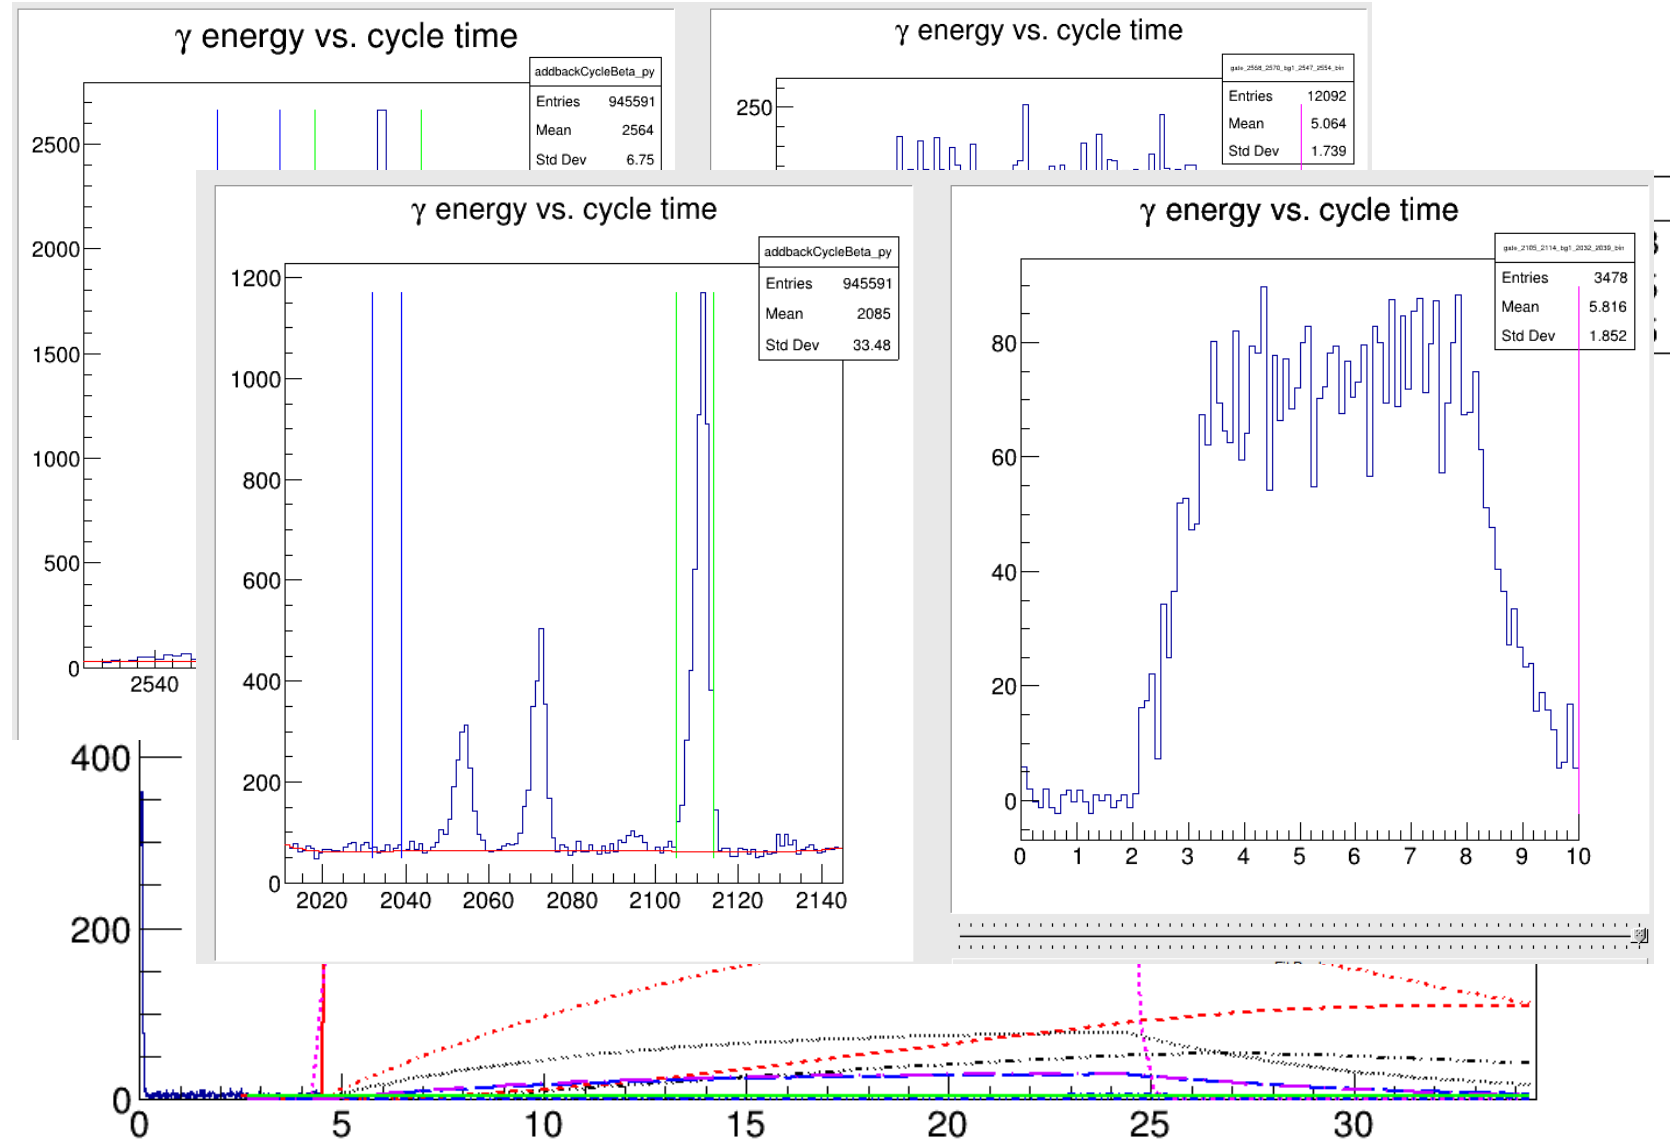 γ energy vs. cycle time
addbackCycleBeta_py
Entries 945591
Mean 2564
Std Dev 6.75
2500
2000
1500
1000
500
0
2540
γ energy vs. cycle time
gate_2558_2570_bg1_2547_2554_bin
Entries 12092
Mean 5.064
Std Dev 1.739
250
γ energy vs. cycle time
addbackCycleBeta_py
Entries 945591
Mean 2085
Std Dev 33.48
1200
1000
800
600
400
200
0
2020 2040 2060 2080 2100 2120 2140
γ energy vs. cycle time
gate_2105_2114_bg1_2032_2039_bin
Entries 3478
Mean 5.816
Std Dev 1.852
80
60
40
20
0
0 1 2 3 4 5 6 7 8 9 10
400
200
0
0 5 10 15 20 25 30